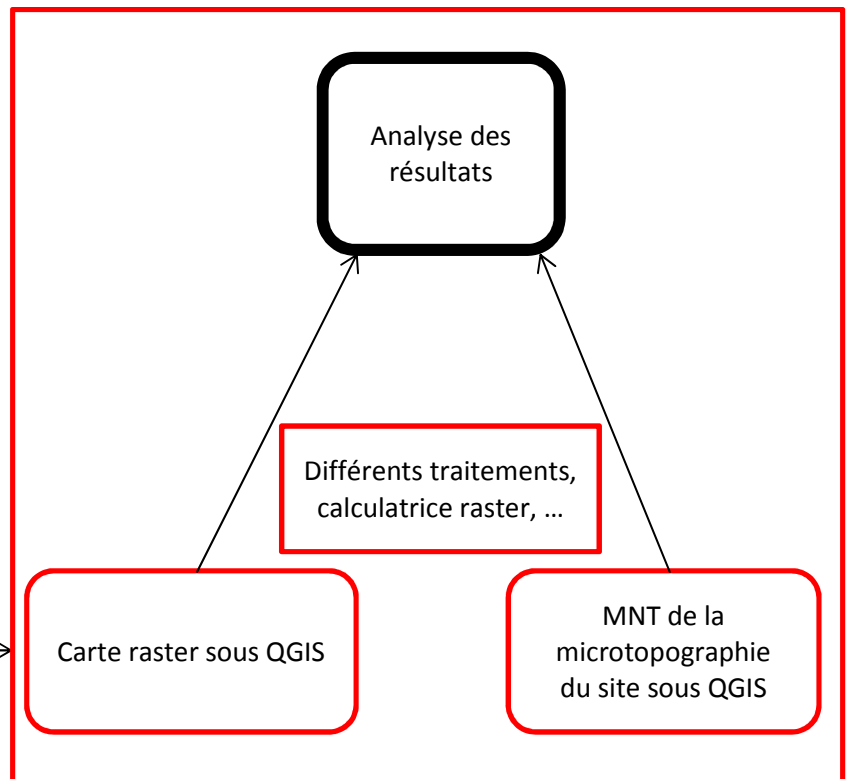 Analyse des
résultats
Différents traitements,
calculatrice raster, ...
Carte raster sous QGIS
MNT de la
microtopographie
du site sous QGIS